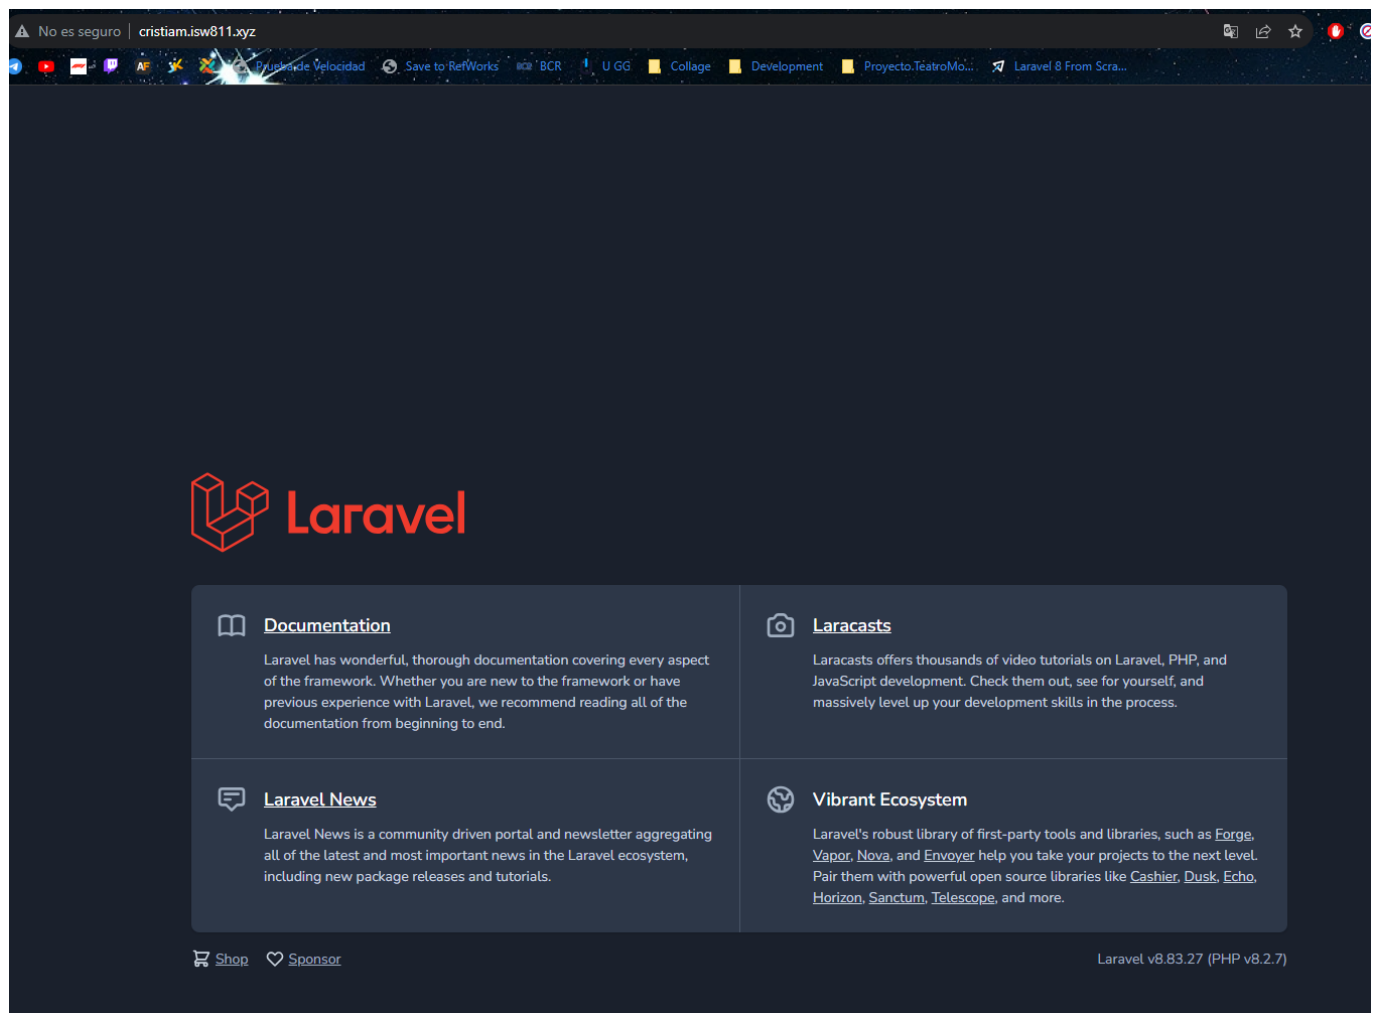 No es seguro cristiam.isw811.xyz
AF Prueba de Velocidad Save to RefWorks BCR U GG Collage Development Proyecto.TeatroMo... Laravel 8 From Scra...
Laravel
Documentation
Laravel has wonderful, thorough documentation covering every aspect
of the framework. Whether you are new to the framework or have
previous experience with Laravel, we recommend reading all of the
documentation from beginning to end.
Laracasts
Laracasts offers thousands of video tutorials on Laravel, PHP, and
JavaScript development. Check them out, see for yourself, and
massively level up your development skills in the process.
Laravel News
Laravel News is a community driven portal and newsletter aggregating
all of the latest and most important news in the Laravel ecosystem,
including new package releases and tutorials.
Vibrant Ecosystem
Laravel's robust library of first-party tools and libraries, such as Forge,
Vapor, Nova, and Envoyer help you take your projects to the next level.
Pair them with powerful open source libraries like Cashier, Dusk, Echo,
Horizon, Sanctum, Telescope, and more.
Shop Sponsor
Laravel v8.83.27 (PHP v8.2.7)